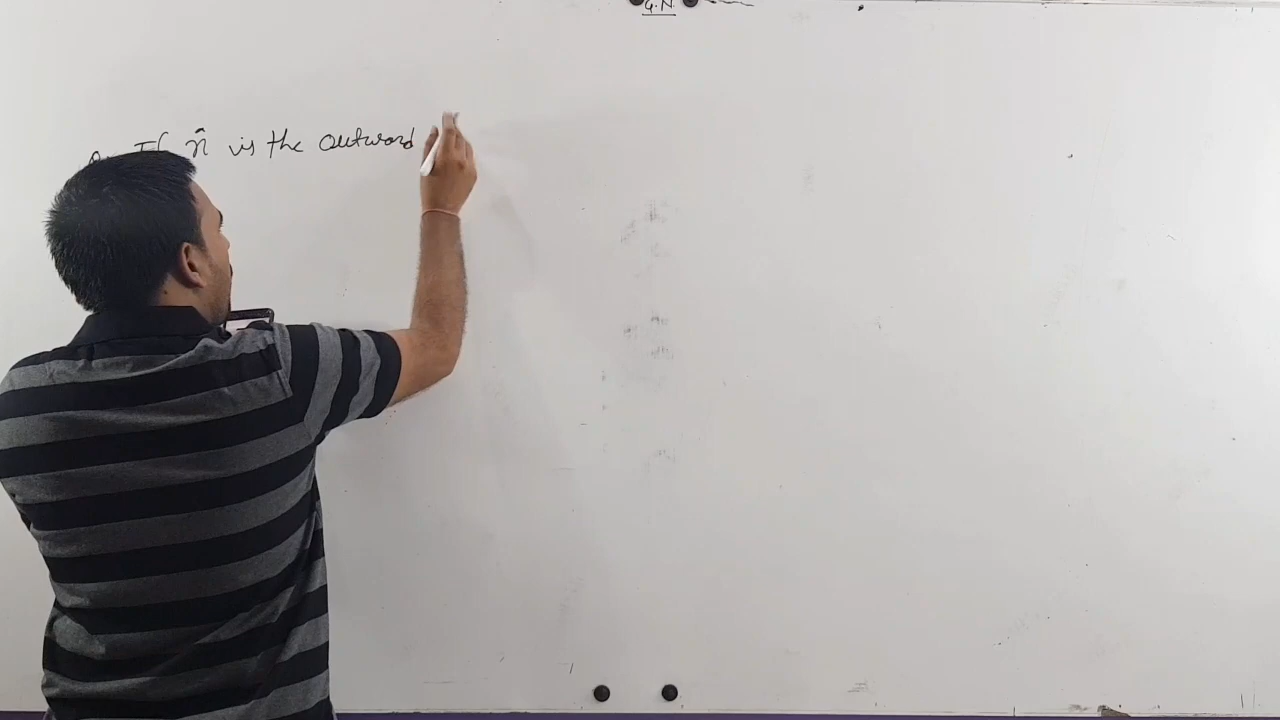 G.N.
Q. If n̂ is the outward